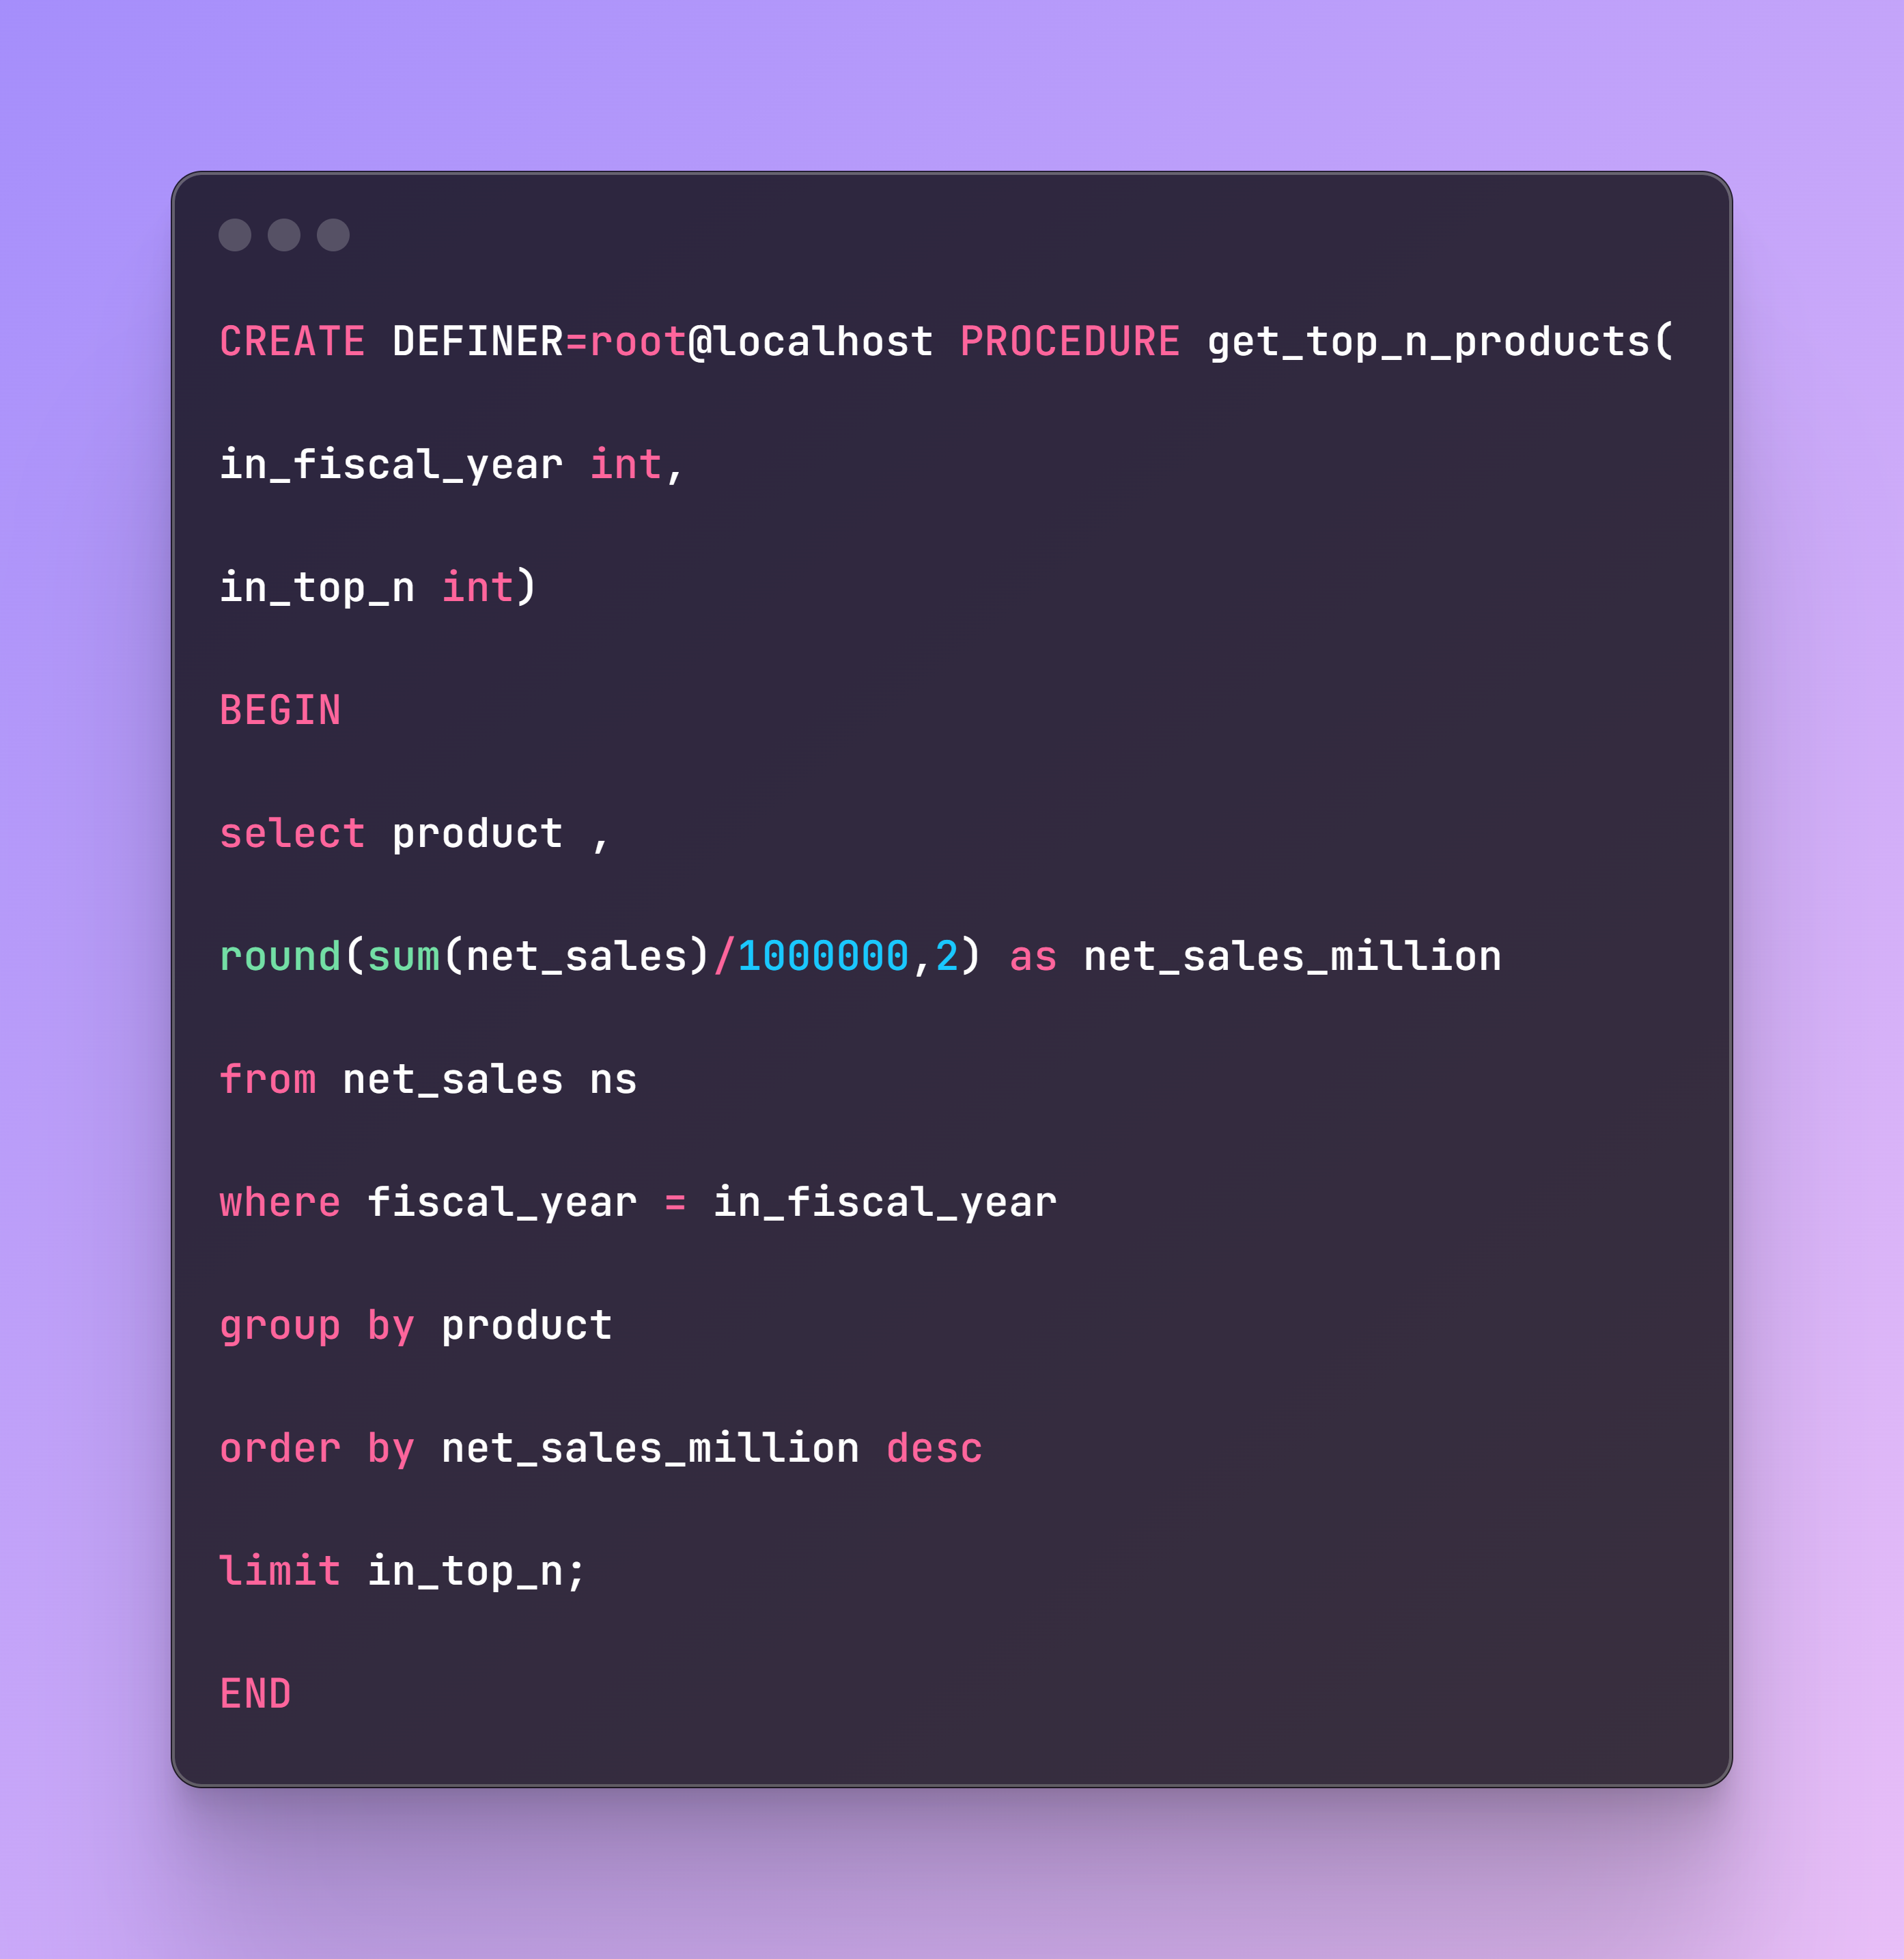 CREATE DEFINER=root@localhost PROCEDURE get_top_n_products(
in_fiscal_year int,
in_top_n int)
BEGIN
select product ,
round(sum(net_sales)/1000000,2) as net_sales_million
from net_sales ns
where fiscal_year = in_fiscal_year
group by product
order by net_sales_million desc
limit in_top_n;
END